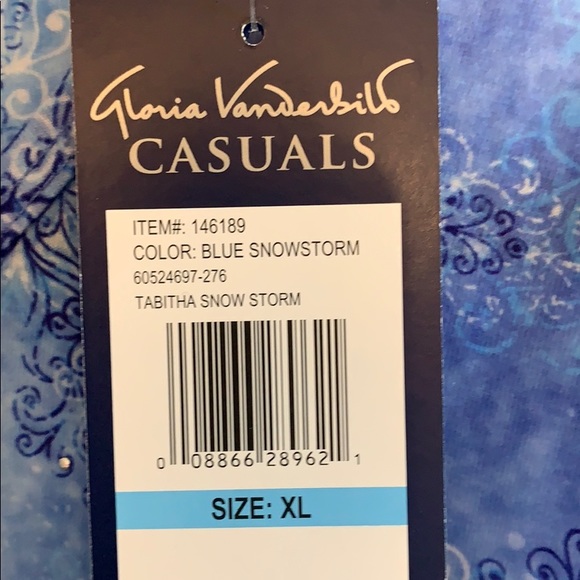 Gloria Vanderbilt
CASUALS
ITEM#: 146189
COLOR: BLUE SNOWSTORM
60524697-276
TABITHA SNOW STORM
0 08866 28962 1
SIZE: XL